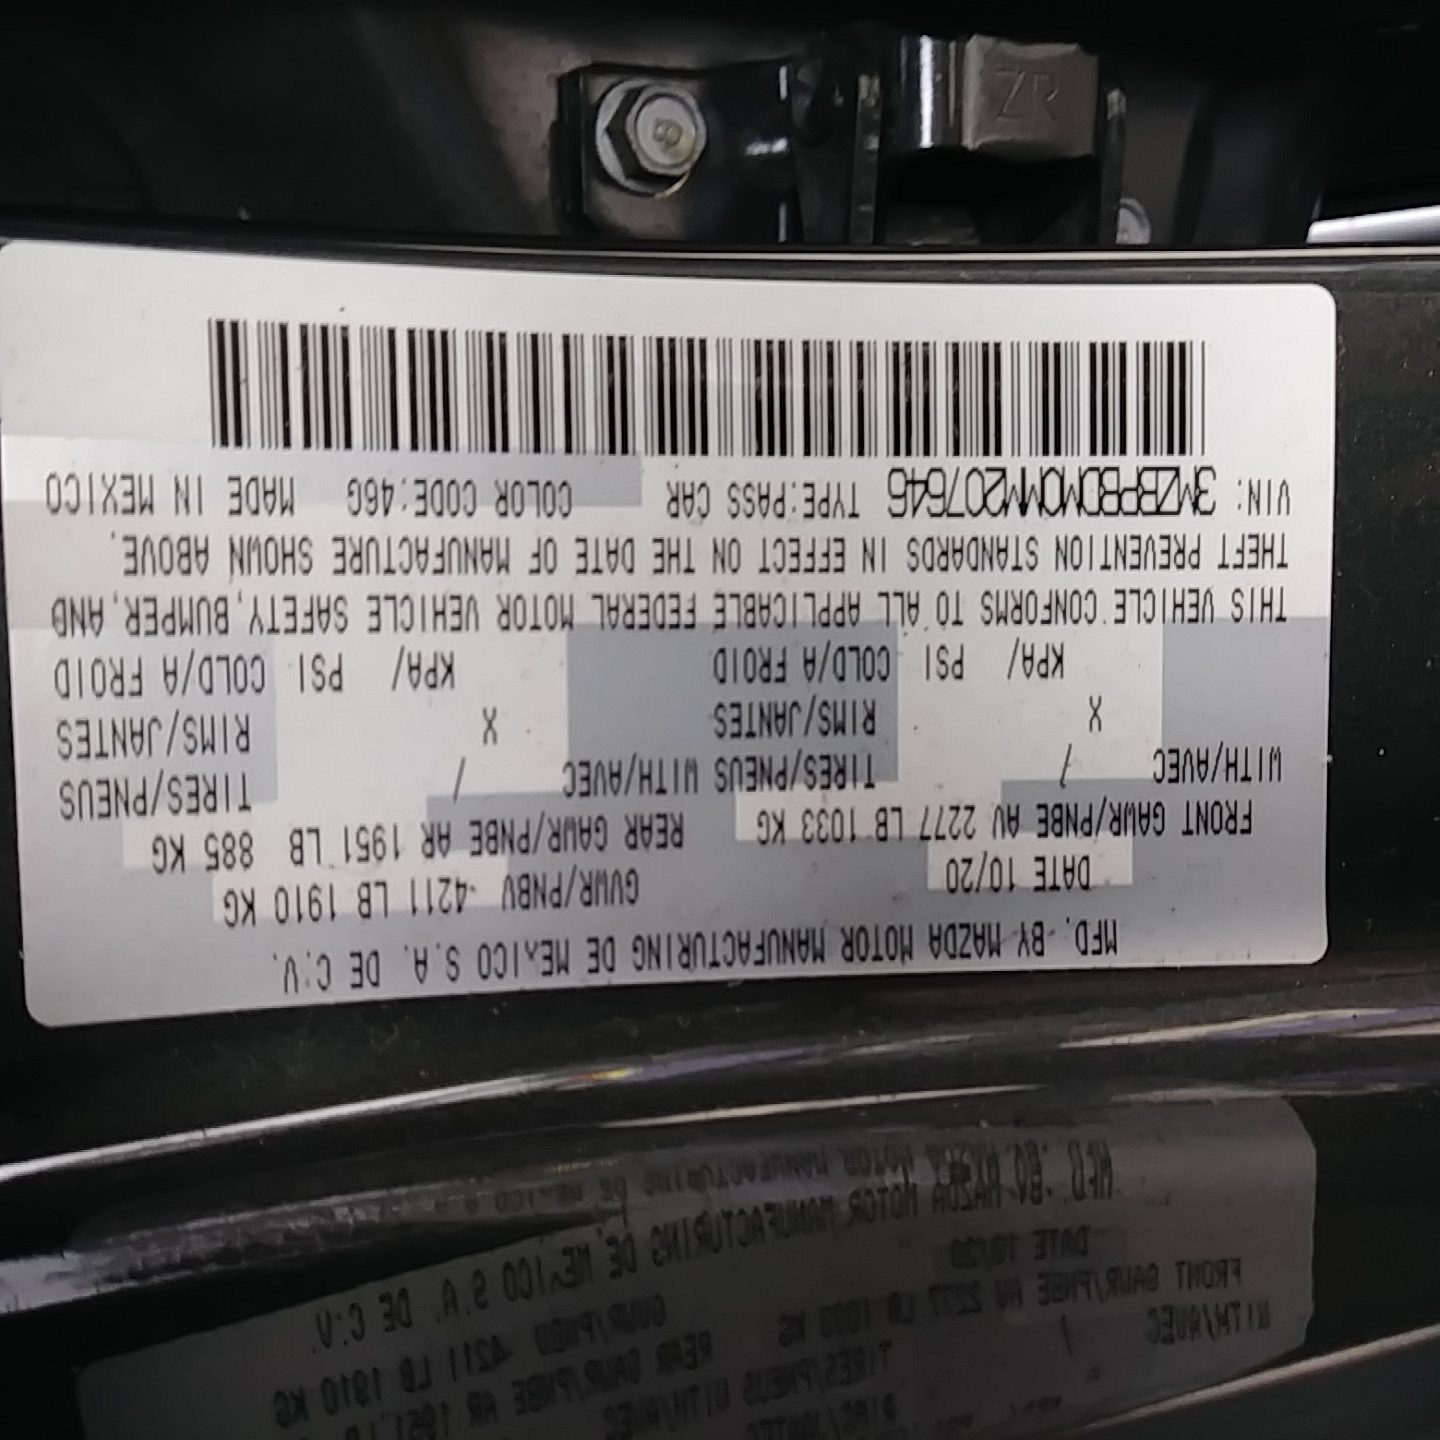 MFD. BY MAZDA MOTOR MANUFACTURING DE MEXICO S.A. DE C.V.
DATE 10/20 GVWR/PNBV 4211 LB 1910 KG
FRONT GAWR/PNBE AV 2277 LB 1033 KG REAR GAWR/PNBE AR 1951 LB 885 KG
WITH/AVEC / TIRES/PNEUS WITH/AVEC / TIRES/PNEUS
X RIMS/JANTES X RIMS/JANTES
KPA/ PSI COLD/A FROID KPA/ PSI COLD/A FROID
THIS VEHICLE CONFORMS TO ALL APPLICABLE FEDERAL MOTOR VEHICLE SAFETY, BUMPER, AND
THEFT PREVENTION STANDARDS IN EFFECT ON THE DATE OF MANUFACTURE SHOWN ABOVE.
VIN: 3MZBPBDM0MM207646 TYPE:PASS CAR COLOR CODE:46G MADE IN MEXICO
ZR